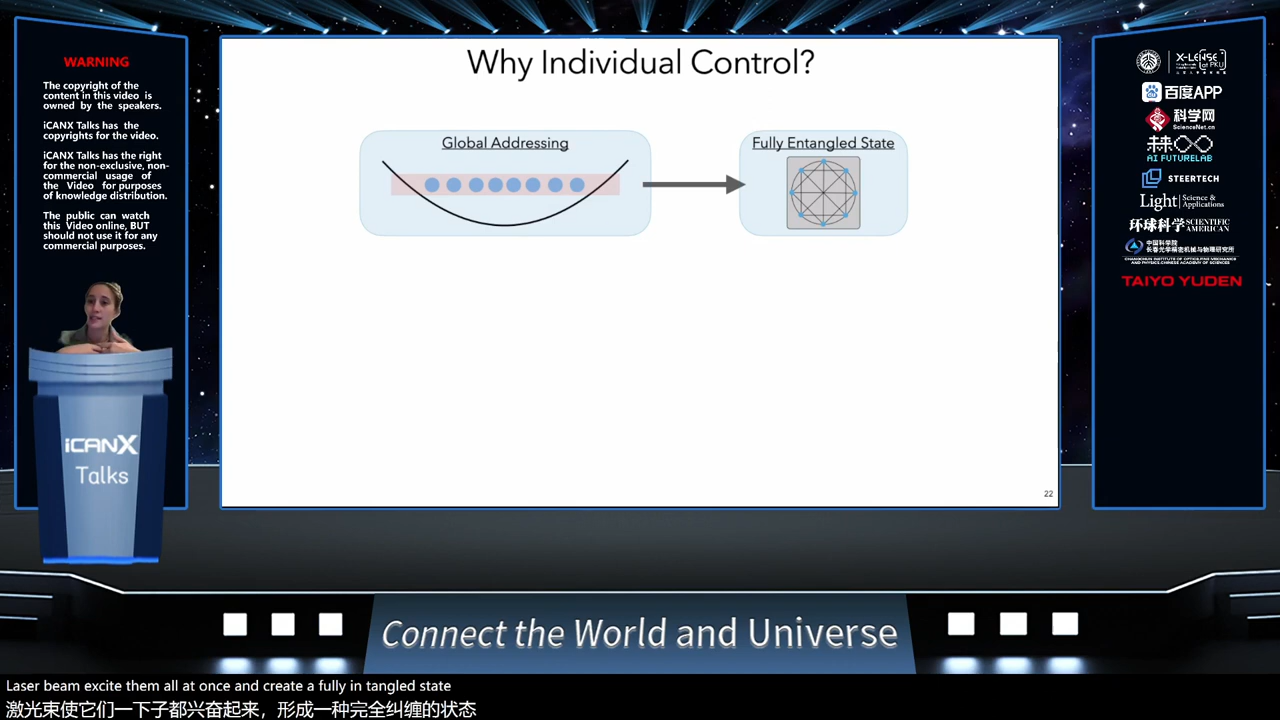 WARNING
The copyright of the
content in this video is
owned by the speakers.
iCANX Talks has the
copyrights for the video.
iCANX Talks has the right
for the non-exclusive, non-
commercial usage of
the Video for purposes
of knowledge distribution.
The public can watch
this Video online, BUT
should not use it for any
commercial purposes.
iCANX
Talks
Why Individual Control?
Global Addressing
Fully Entangled State
22
X-LENSE
at PKU
百度APP
科学网
ScienceNet.cn
未来
AI FUTURELAB
STEERTECH
Light Science & Applications
环球科学 SCIENTIFIC AMERICAN
中国科学院
长春光学精密机械与物理研究所
CHANGCHUN INSTITUTE OF OPTICS, FINE MECHANICS
AND PHYSICS, CHINESE ACADEMY OF SCIENCES
TAIYO YUDEN
Connect the World and Universe
Laser beam excite them all at once and create a fully in tangled state
激光束使它们一下子都兴奋起来，形成一种完全纠缠的状态